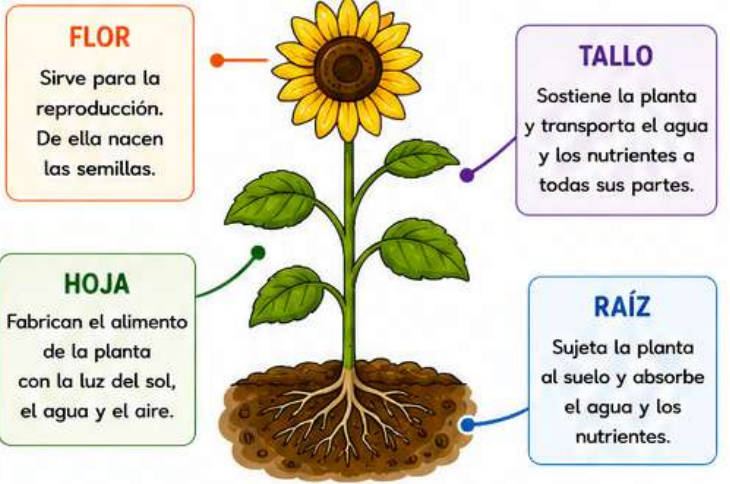 FLOR
Sirve para la
reproducción.
De ella nacen
las semillas.
TALLO
Sostiene la planta
y transporta el agua
y los nutrientes a
todas sus partes.
HOJA
Fabrican el alimento
de la planta
con la luz del sol,
el agua y el aire.
RAÍZ
Sujeta la planta
al suelo y absorbe
el agua y los
nutrientes.